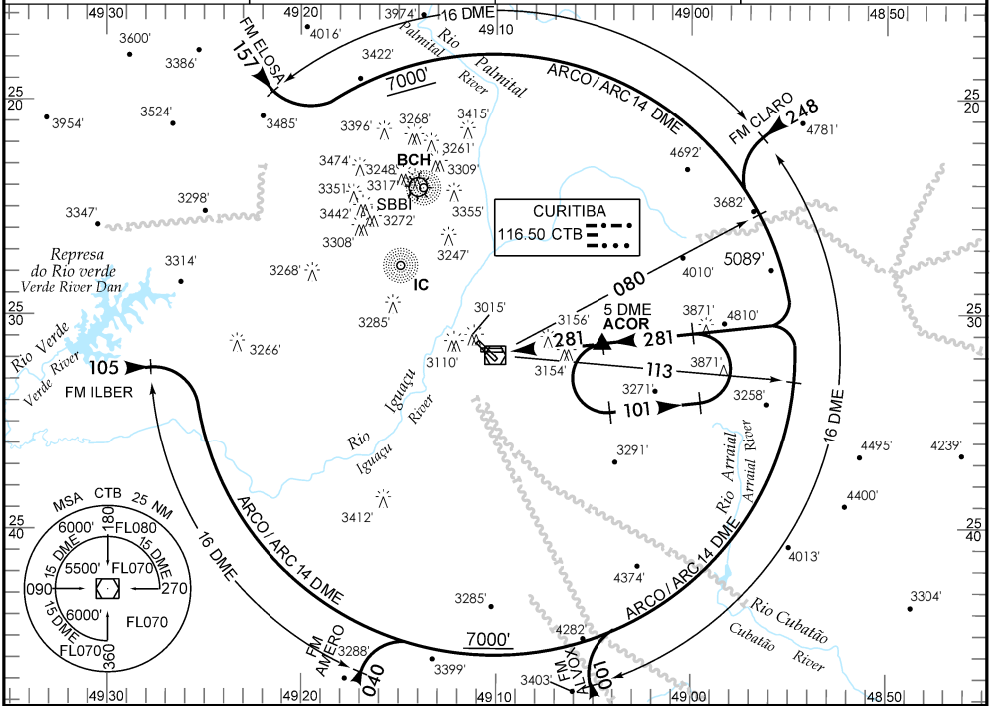 49.30
49.20
3974'
16 DME
49.10
49.00
48.50
3600'
3386'
FM ELOSA
157
4016'
3422'
7000'
Rio
Palmital
River
Palmital
ARCO / ARC 14 DME
FM CLARO
248
4781'
20
25
25
20
3954'
3524'
3485'
3396'
3268'
3415'
3261'
3474'
3248'
BCH
3309'
3351'
3317'
SBBI
3442'
3272'
3355'
3308'
3247'
4692'
3682'
3347'
3298'
3314'
Represa
do Rio verde
Verde River Dan
CURITIBA
116.50 CTB
3268'
IC
3285'
080
4010'
5089'
25
30
25
30
Rio Verde
Verde River
3266'
3015'
3110'
3156'
281
3154'
5 DME
ACOR
281
3871'
4810'
113
3871'
3271'
101
3258'
105
FM ILBER
Iguaçu
River
Rio
Iguaçu
3291'
Rio Arraial
Arraial River
16 DME
4495'
4239'
4400'
3412'
MSA CTB 25 NM
6000'
180
FL080
15 DME
15 DME
5500'
FL070
090
270
6000'
15 DME
FL070
FL070
360
ARCO / ARC 14 DME
16 DME
25
40
25
40
4013'
4374'
ARCO / ARC 14 DME
3304'
3285'
7000'
4282'
Rio Cubatão
Cubatão
River
FM
AMERO
3288'
040
3399'
3403'
FM
ALVOX
001
49.30
49.20
49.10
49.00
48.50